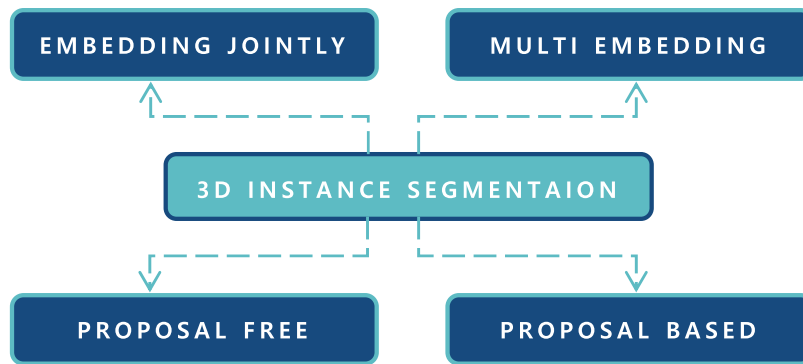 EMBEDDING JOINTLY
MULTI EMBEDDING
3D INSTANCE SEGMENTAION
PROPOSAL FREE
PROPOSAL BASED